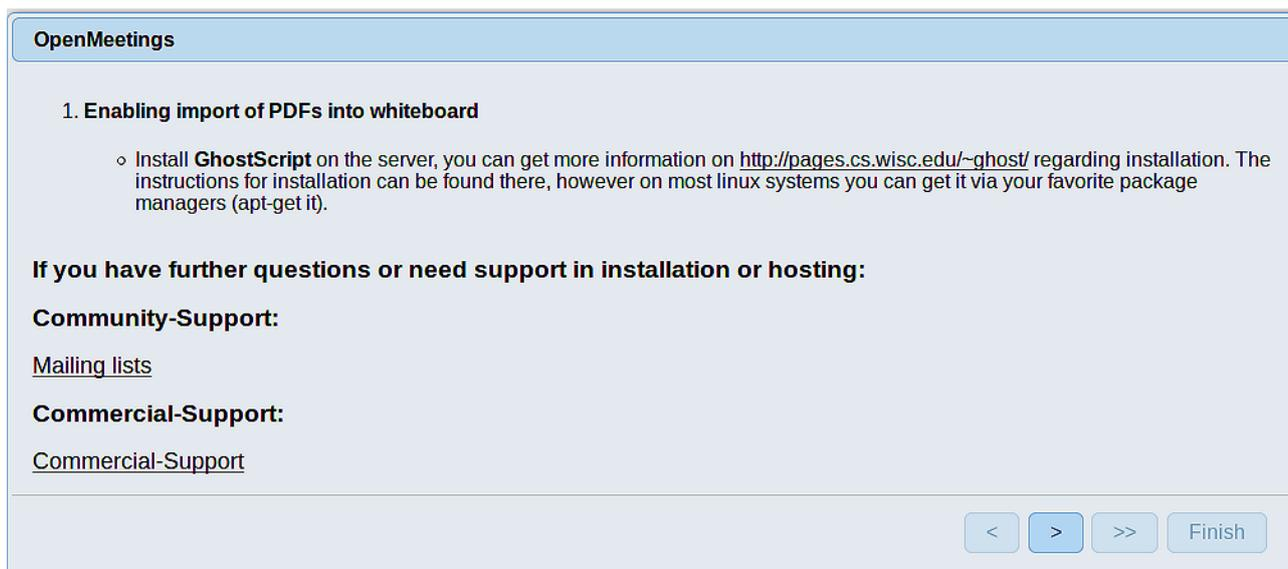 OpenMeetings
1. Enabling import of PDFs into whiteboard
Install GhostScript on the server, you can get more information on http://pages.cs.wisc.edu/~ghost/ regarding installation. The
instructions for installation can be found there, however on most linux systems you can get it via your favorite package
managers (apt-get it).
If you have further questions or need support in installation or hosting:
Community-Support:
Mailing lists
Commercial-Support:
Commercial-Support
< > >> Finish